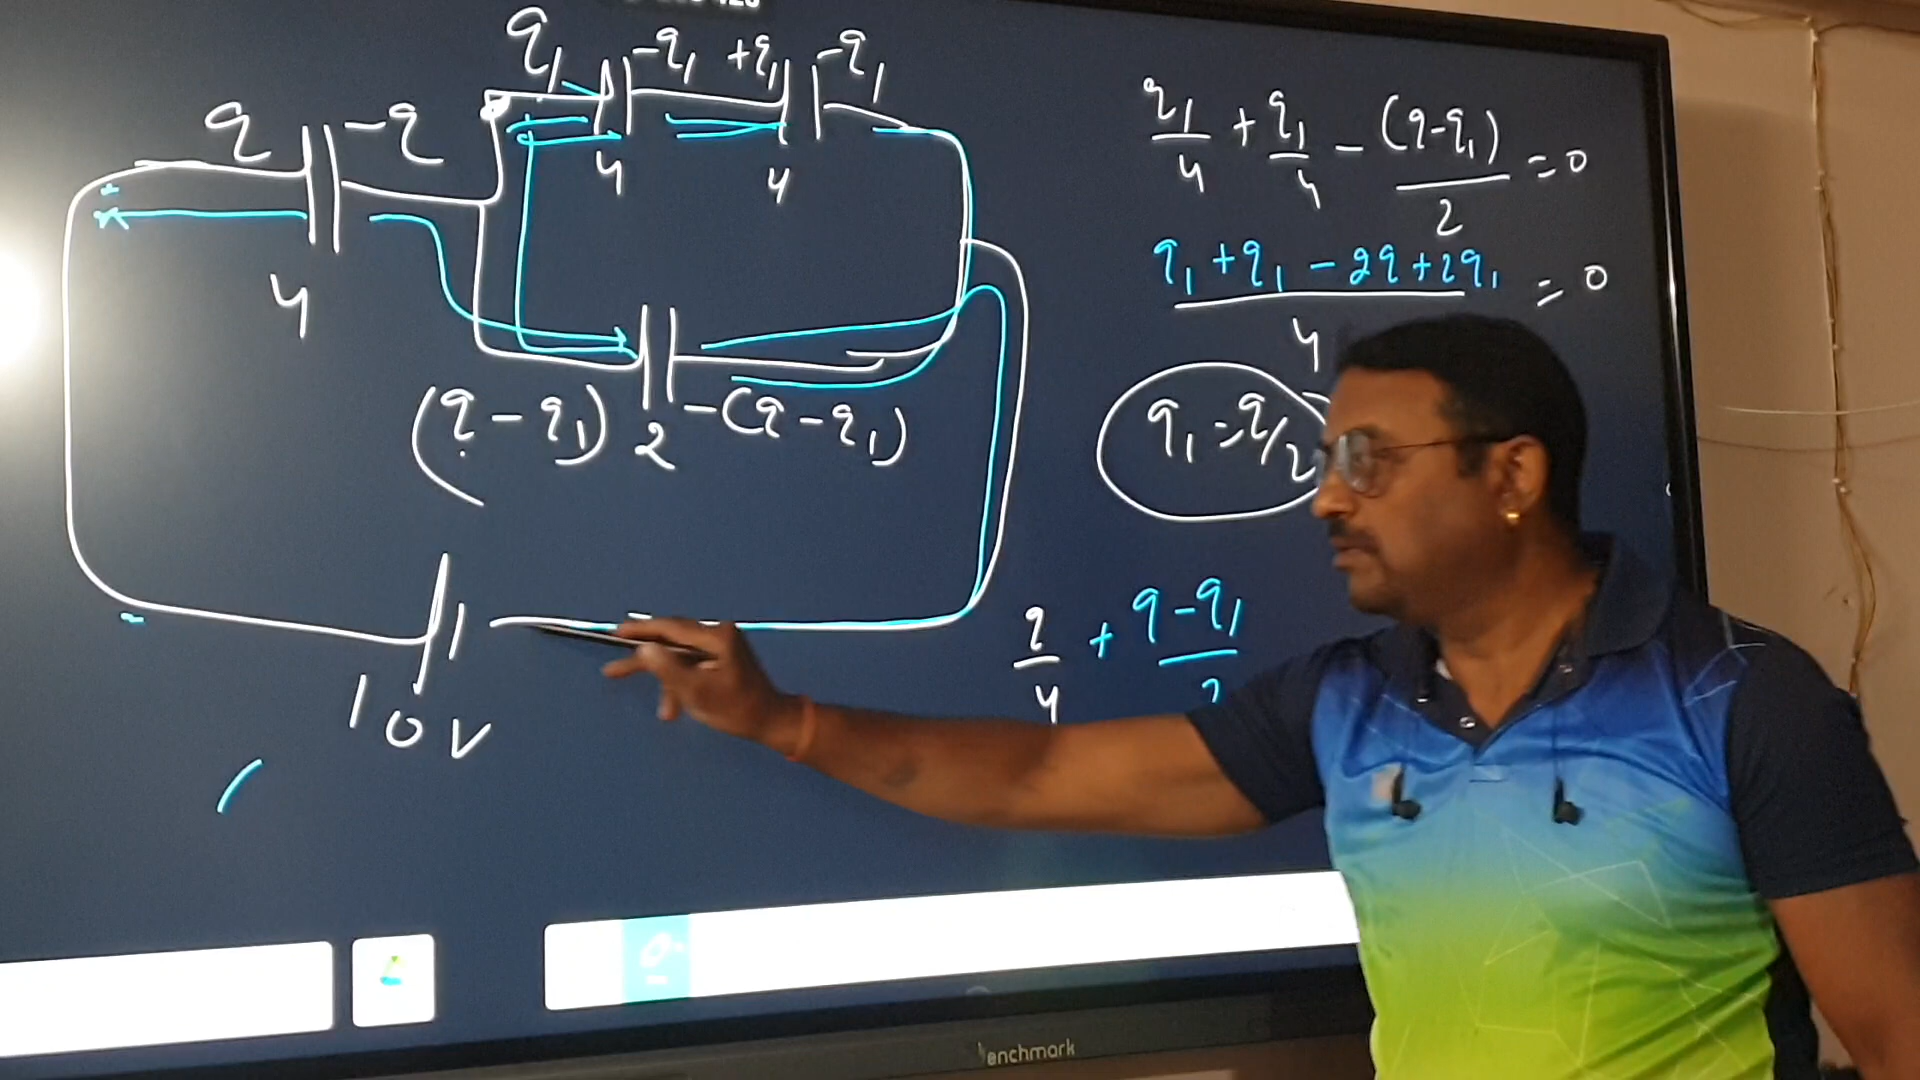 q₁ -q₁ +q₁ -q₁
q -q
4 4
4
(q - q₁) 2 -(q - q₁)
10V
q₁/4 + q₁/4 - (q-q₁)/2 = 0
(q₁ + q₁ - 2q + 2q₁)/4 = 0
q₁ = q/2
q/4 + (q - q₁)/2
Benchmark